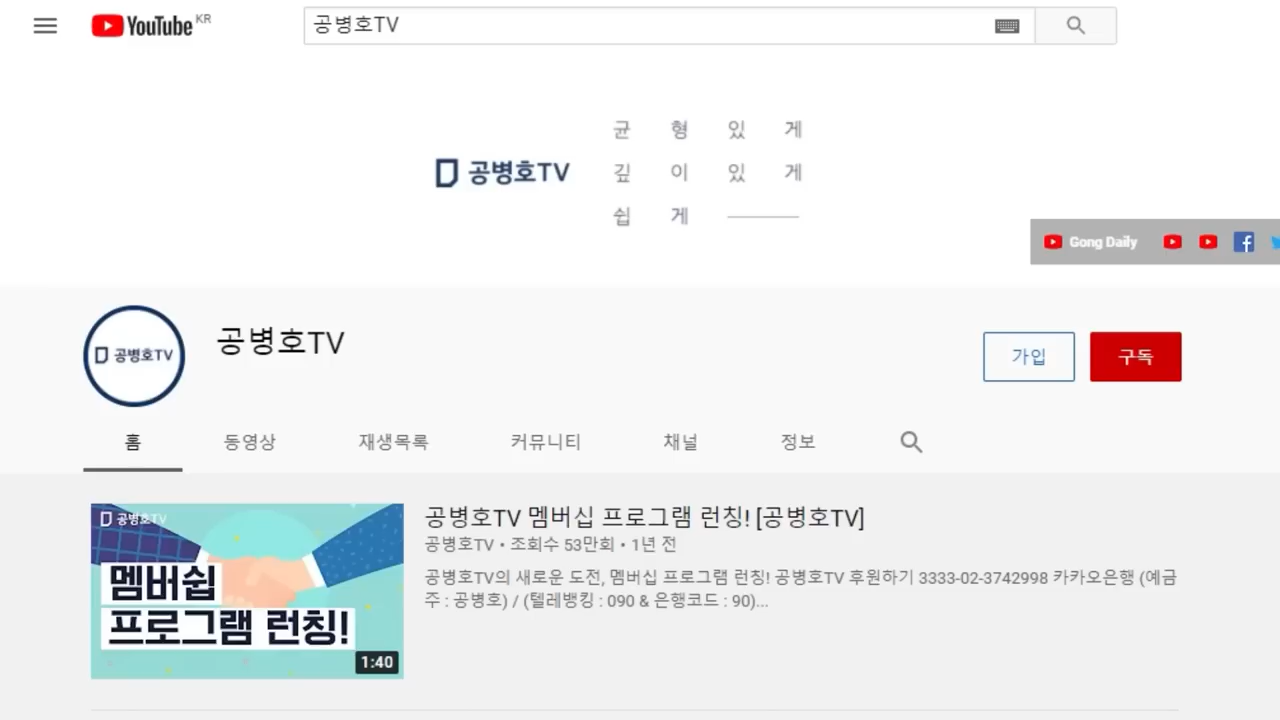 YouTube KR
공병호TV
균 형 있 게
공병호TV
깊 이 있 게
쉽 게
Gong Daily
공병호TV
공병호TV
가입
구독
홈
동영상
재생목록
커뮤니티
채널
정보
공병호TV
멤버쉽
프로그램 런칭!
1:40
공병호TV 멤버십 프로그램 런칭! [공병호TV]
공병호TV • 조회수 53만회 • 1년 전
공병호TV의 새로운 도전, 멤버십 프로그램 런칭! 공병호TV 후원하기 3333-02-3742998 카카오은행 (예금
주 : 공병호) / (텔레뱅킹 : 090 & 은행코드 : 90)...